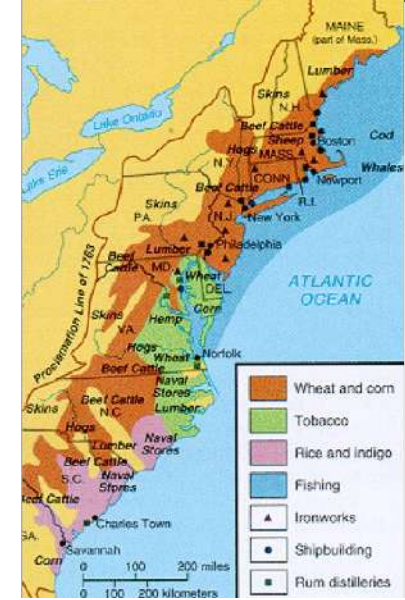 MAINE
(part of Mass.)
Lumber
Skins
N.H.
Lake Ontario
Beef Cattle
Sheep
Boston
Cod
Hogs
MASS.
N.Y.
Whales
Lake Erie
CONN.
Newport
Beef Cattle
R.I.
Skins
N.J.
New York
PA.
Lumber
Philadelphia
Beef
Cattle
MD.
Wheat
DEL.
Proclamation Line of 1763
ATLANTIC
OCEAN
Corn
Skins
Hemp
VA.
Hogs
Wheat
Norfolk
Beef Cattle
Naval
Stores
Skins
Beef Cattle
N.C.
Lumber
Hogs
Lumber
Naval
Stores
Beef Cattle
S.C.
Naval
Stores
Beef Cattle
Charles Town
GA.
Savannah
Corn
0 100 200 miles
0 100 200 kilometers
Wheat and corn
Tobacco
Rice and indigo
Fishing
Ironworks
Shipbuilding
Rum distilleries